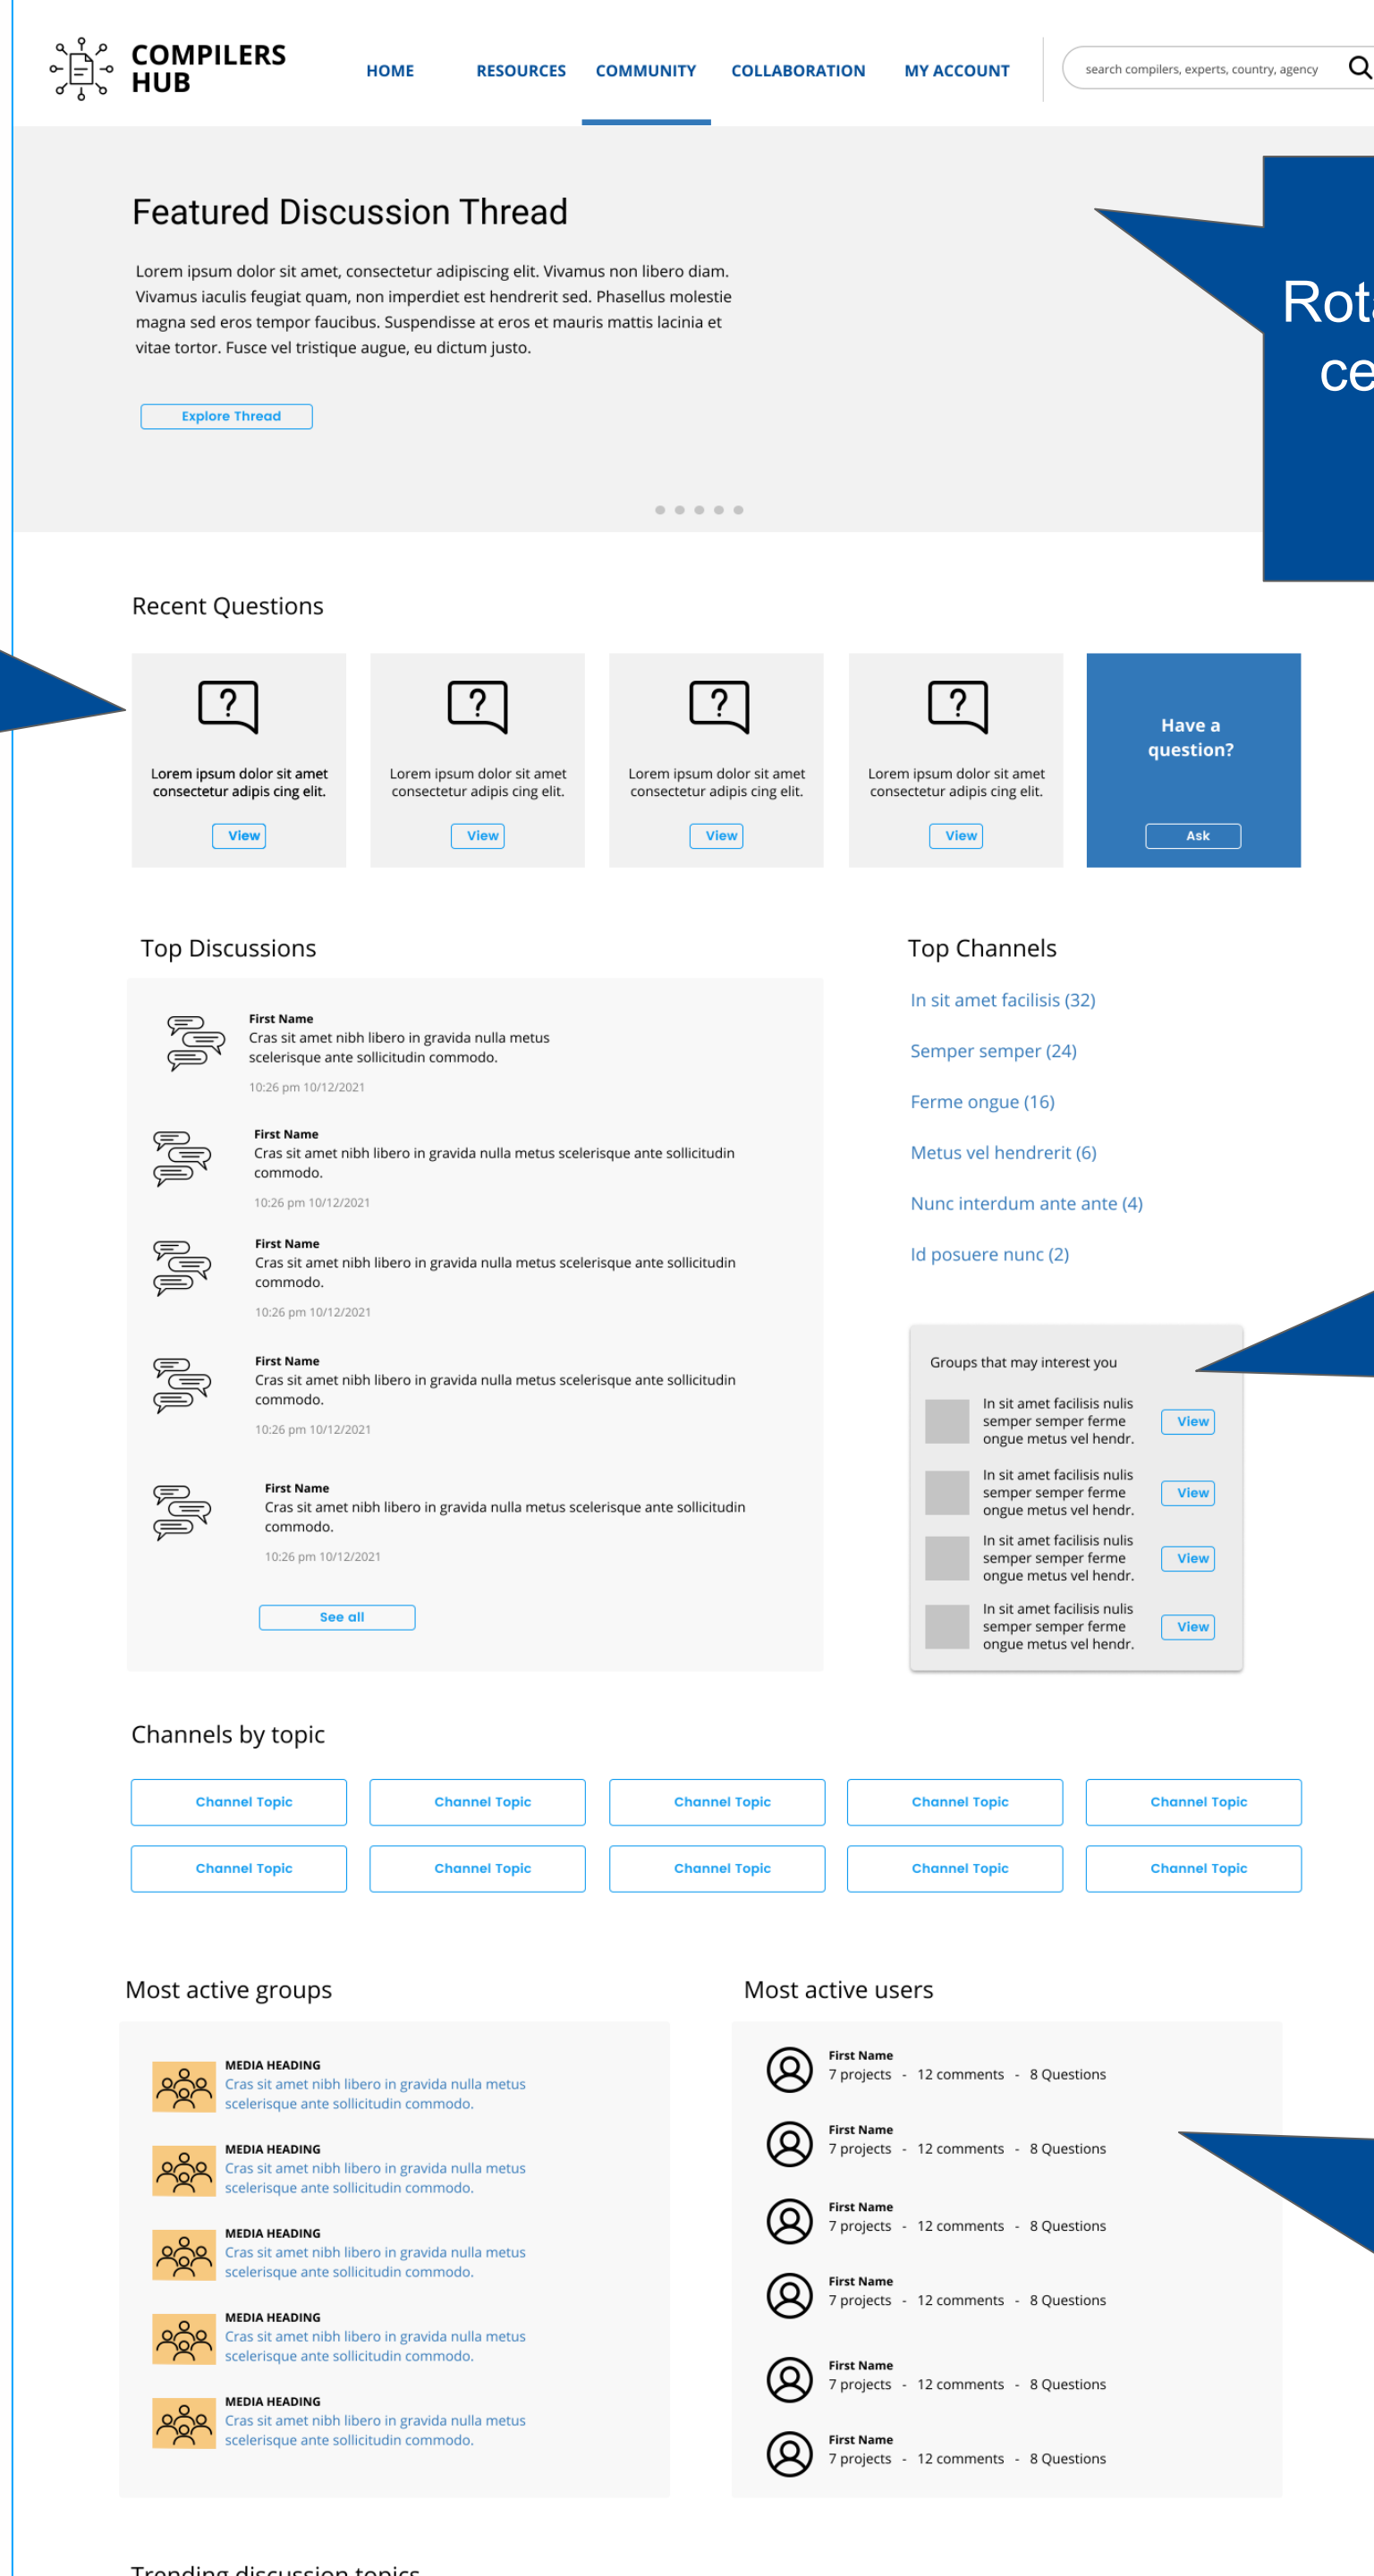 COMPILERS
HUB
HOME
RESOURCES
COMMUNITY
COLLABORATION
MY ACCOUNT
search compilers, experts, country, agency
Featured Discussion Thread
Lorem ipsum dolor sit amet, consectetur adipiscing elit. Vivamus non libero diam.
Vivamus iaculis feugiat quam, non imperdiet est hendrerit sed. Phasellus molestie
magna sed eros tempor faucibus. Suspendisse at eros et mauris mattis lacinia et
vitae tortor. Fusce vel tristique augue, eu dictum justo.
Explore Thread
Recent Questions
?
Lorem ipsum dolor sit amet
consectetur adipis cing elit.
View
?
Lorem ipsum dolor sit amet
consectetur adipis cing elit.
View
?
Lorem ipsum dolor sit amet
consectetur adipis cing elit.
View
?
Lorem ipsum dolor sit amet
consectetur adipis cing elit.
View
Have a
question?
Ask
Top Discussions
First Name
Cras sit amet nibh libero in gravida nulla metus
scelerisque ante sollicitudin commodo.
10:26 pm 10/12/2021
First Name
Cras sit amet nibh libero in gravida nulla metus scelerisque ante sollicitudin
commodo.
10:26 pm 10/12/2021
First Name
Cras sit amet nibh libero in gravida nulla metus scelerisque ante sollicitudin
commodo.
10:26 pm 10/12/2021
First Name
Cras sit amet nibh libero in gravida nulla metus scelerisque ante sollicitudin
commodo.
10:26 pm 10/12/2021
First Name
Cras sit amet nibh libero in gravida nulla metus scelerisque ante sollicitudin
commodo.
10:26 pm 10/12/2021
See all
Top Channels
In sit amet facilisis (32)
Semper semper (24)
Ferme ongue (16)
Metus vel hendrerit (6)
Nunc interdum ante ante (4)
Id posuere nunc (2)
Groups that may interest you
In sit amet facilisis nulis
semper semper ferme
ongue metus vel hendr.
View
In sit amet facilisis nulis
semper semper ferme
ongue metus vel hendr.
View
In sit amet facilisis nulis
semper semper ferme
ongue metus vel hendr.
View
In sit amet facilisis nulis
semper semper ferme
ongue metus vel hendr.
View
Channels by topic
Channel Topic
Channel Topic
Channel Topic
Channel Topic
Channel Topic
Channel Topic
Channel Topic
Channel Topic
Channel Topic
Channel Topic
Most active groups
MEDIA HEADING
Cras sit amet nibh libero in gravida nulla metus
scelerisque ante sollicitudin commodo.
MEDIA HEADING
Cras sit amet nibh libero in gravida nulla metus
scelerisque ante sollicitudin commodo.
MEDIA HEADING
Cras sit amet nibh libero in gravida nulla metus
scelerisque ante sollicitudin commodo.
MEDIA HEADING
Cras sit amet nibh libero in gravida nulla metus
scelerisque ante sollicitudin commodo.
MEDIA HEADING
Cras sit amet nibh libero in gravida nulla metus
scelerisque ante sollicitudin commodo.
Most active users
First Name
7 projects - 12 comments - 8 Questions
First Name
7 projects - 12 comments - 8 Questions
First Name
7 projects - 12 comments - 8 Questions
First Name
7 projects - 12 comments - 8 Questions
First Name
7 projects - 12 comments - 8 Questions
First Name
7 projects - 12 comments - 8 Questions
Trending discussion topics